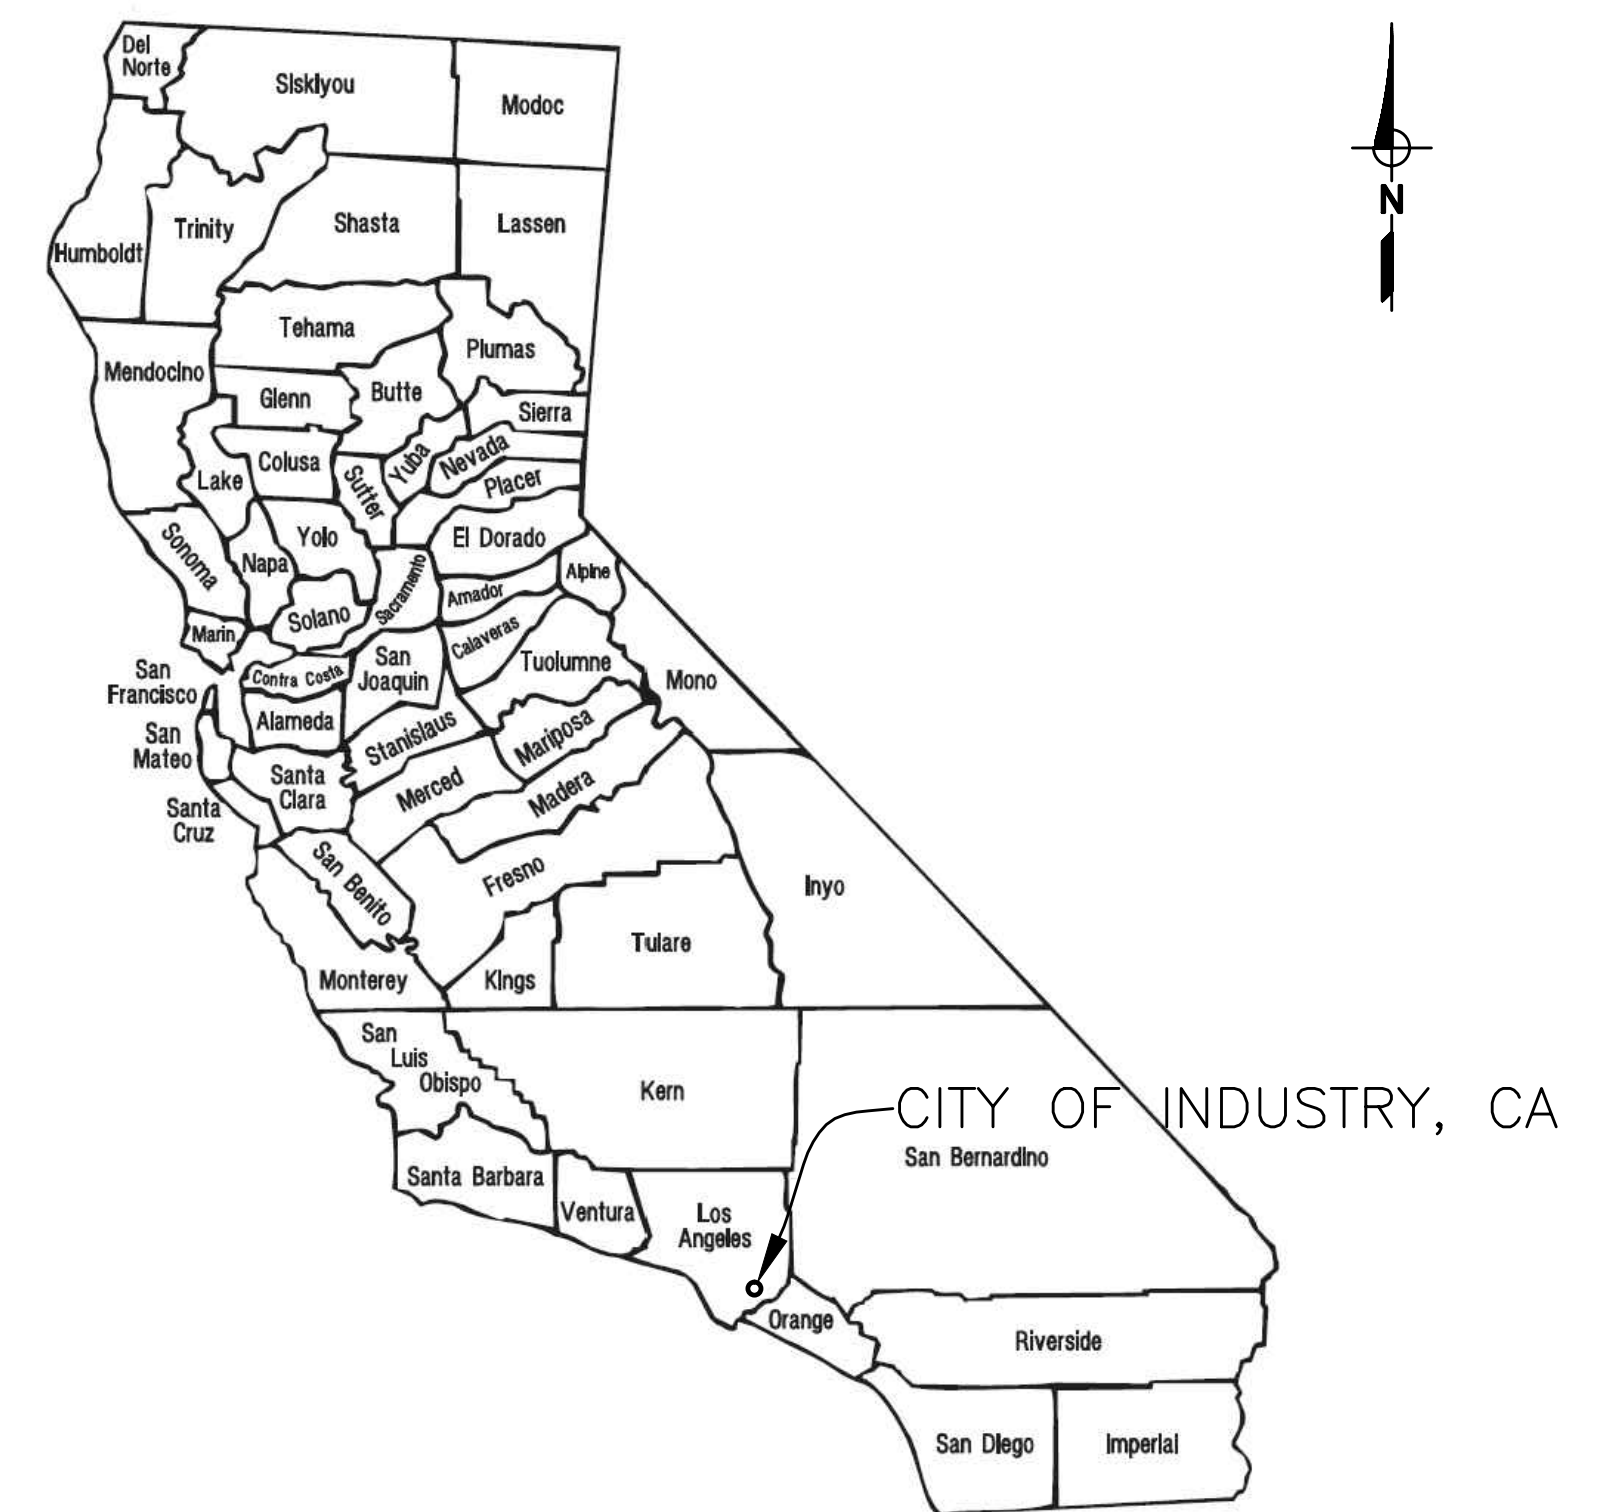 Del
Norte
Siskiyou
Modoc
N
Humboldt
Trinity
Shasta
Lassen
Tehama
Plumas
Mendocino
Glenn
Butte
Sierra
Colusa
Lake
Sutter
Yuba
Nevada
Placer
Sonoma
Napa
Yolo
El Dorado
Sacramento
Amador
Alpine
Marin
Solano
Calaveras
Tuolumne
Mono
San
Francisco
Contra Costa
San
Joaquin
Alameda
San
Mateo
Santa
Clara
Stanislaus
Mariposa
Merced
Madera
Santa
Cruz
San Benito
Fresno
Inyo
Monterey
Kings
Tulare
San
Luis
Obispo
Kern
CITY OF INDUSTRY, CA
San Bernardino
Santa Barbara
Ventura
Los
Angeles
Orange
Riverside
San Diego
Imperial